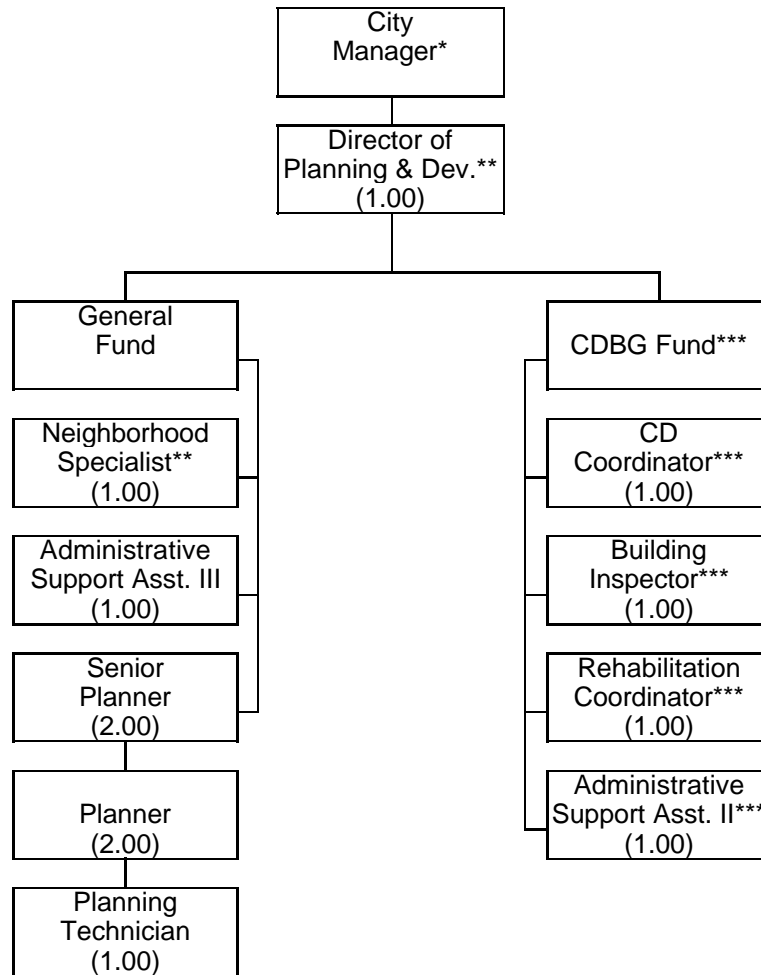 City
Manager*
Director of
Planning & Dev.**
(1.00)
General
Fund
Neighborhood
Specialist**
(1.00)
Administrative
Support Asst. III
(1.00)
Senior
Planner
(2.00)
Planner
(2.00)
Planning
Technician
(1.00)
CDBG Fund***
CD
Coordinator***
(1.00)
Building
Inspector***
(1.00)
Rehabilitation
Coordinator***
(1.00)
Administrative
Support Asst. II***
(1.00)